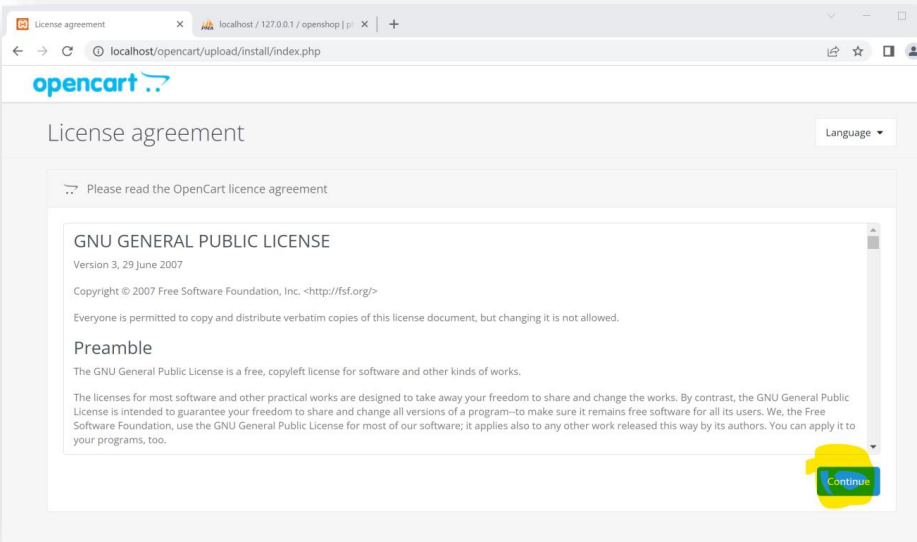 License agreement
localhost / 127.0.0.1 / openshop | p
localhost/opencart/upload/install/index.php
opencart
License agreement
Language
Please read the OpenCart licence agreement
GNU GENERAL PUBLIC LICENSE
Version 3, 29 June 2007
Copyright © 2007 Free Software Foundation, Inc. <http://fsf.org/>
Everyone is permitted to copy and distribute verbatim copies of this license document, but changing it is not allowed.
Preamble
The GNU General Public License is a free, copyleft license for software and other kinds of works.
The licenses for most software and other practical works are designed to take away your freedom to share and change the works. By contrast, the GNU General Public
License is intended to guarantee your freedom to share and change all versions of a program--to make sure it remains free software for all its users. We, the Free
Software Foundation, use the GNU General Public License for most of our software; it applies also to any other work released this way by its authors. You can apply it to
your programs, too.
Continue